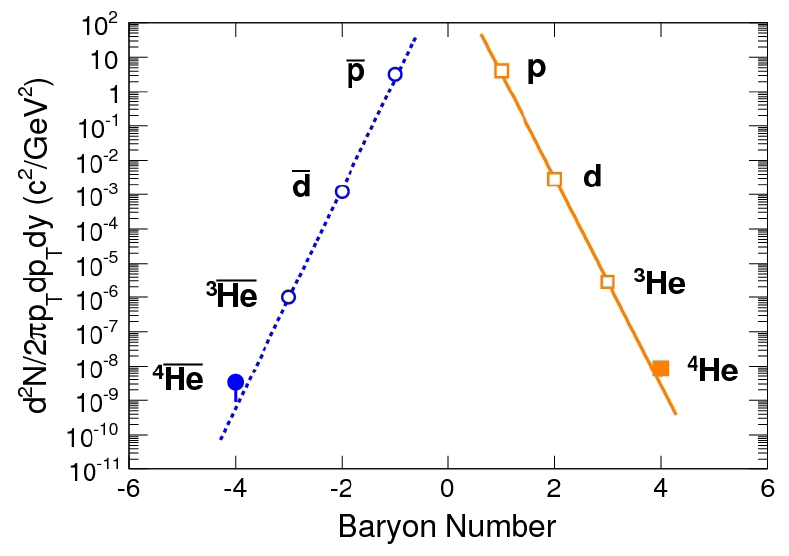 d²N/2πp_Tdp_Tdy (c²/GeV²)
10²
10
1
10⁻¹
10⁻²
10⁻³
10⁻⁴
10⁻⁵
10⁻⁶
10⁻⁷
10⁻⁸
10⁻⁹
10⁻¹⁰
10⁻¹¹
p̅ p
d̅ d
³H̅e̅ ³He
⁴H̅e̅ ⁴He
-6 -4 -2 0 2 4 6
Baryon Number